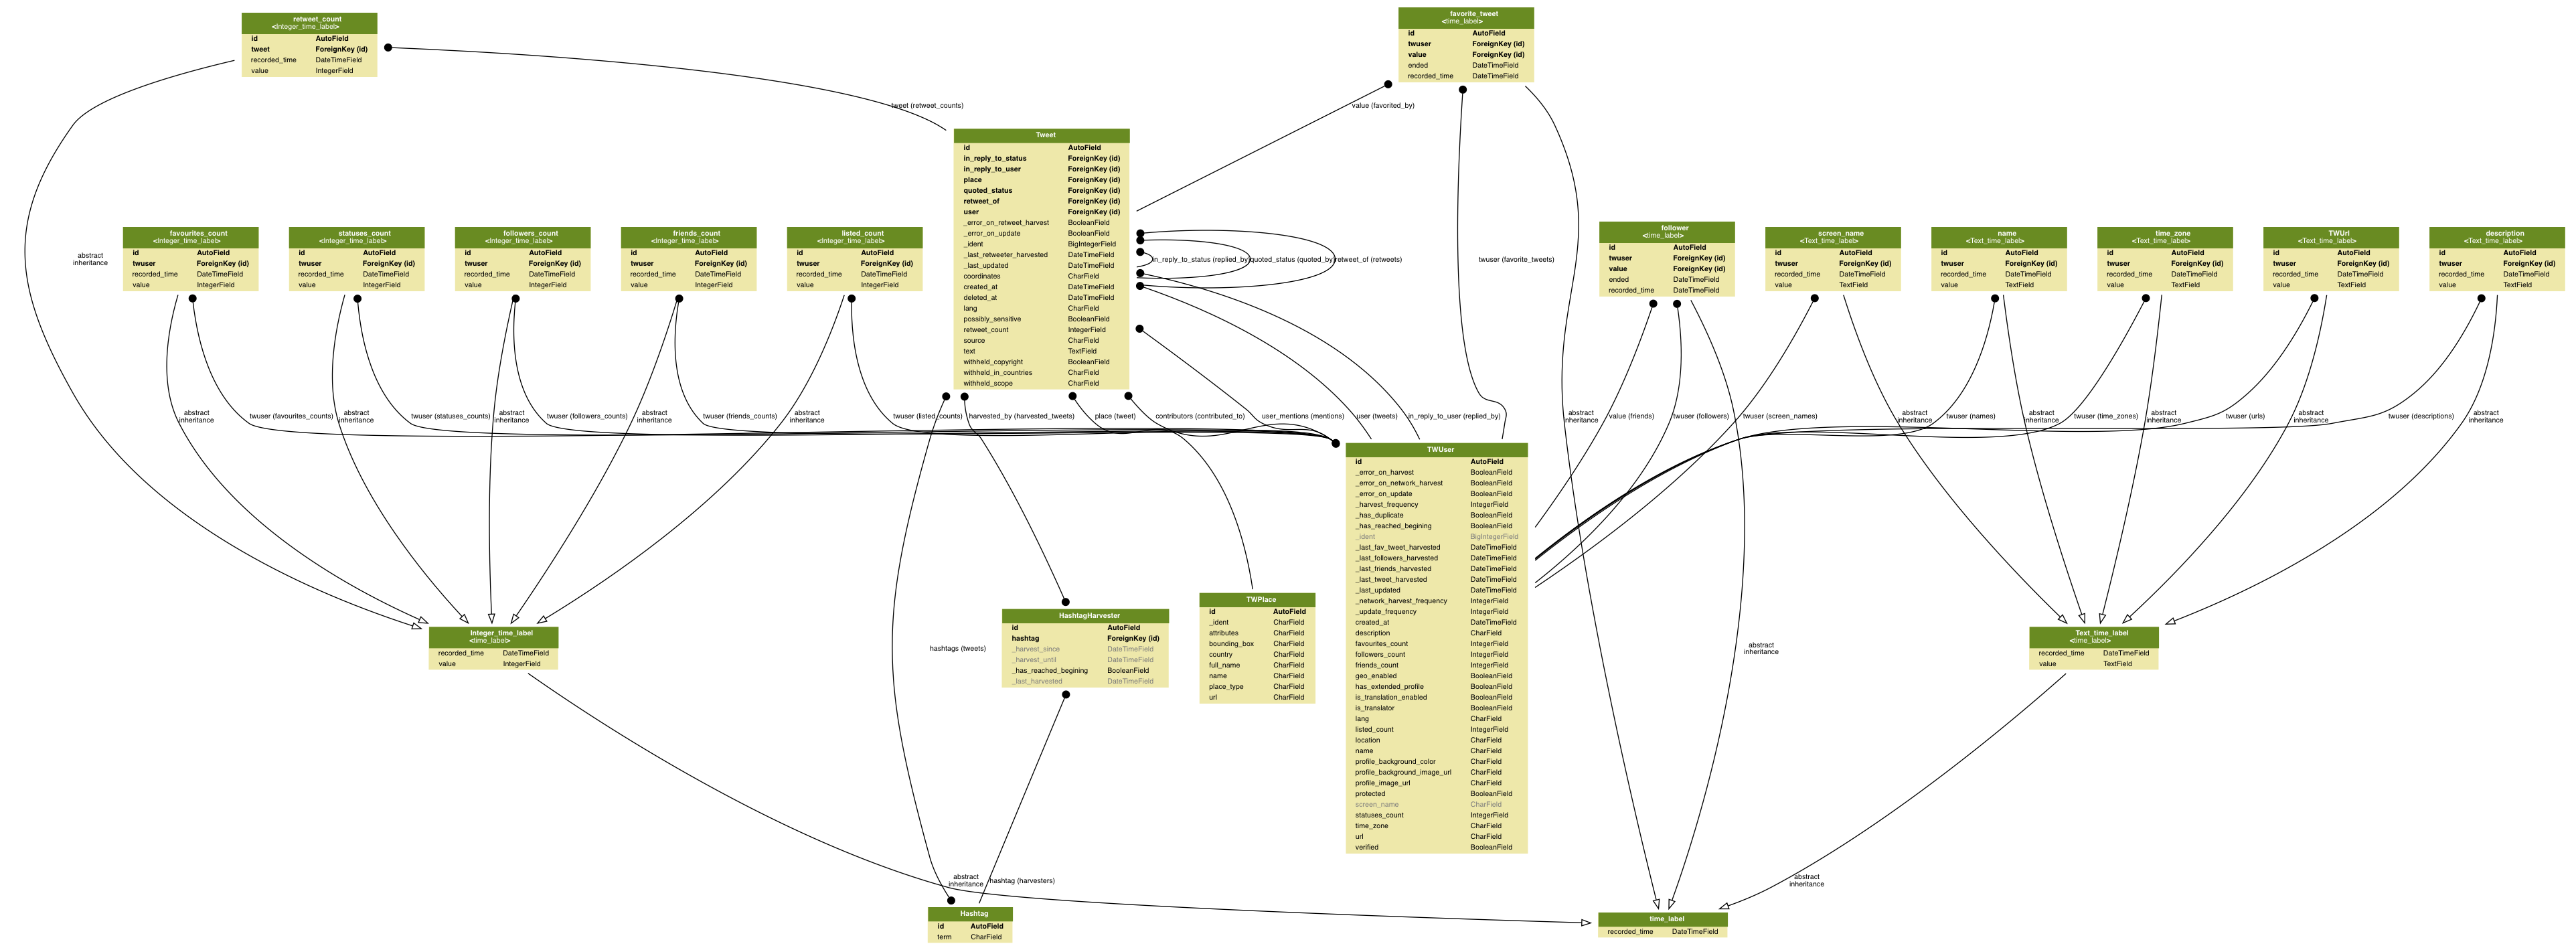 retweet_count
<Integer_time_label>
id AutoField
tweet ForeignKey (id)
recorded_time DateTimeField
value IntegerField
favorite_tweet
<time_label>
id AutoField
twuser ForeignKey (id)
value ForeignKey (id)
ended DateTimeField
recorded_time DateTimeField
tweet (retweet_counts)
value (favorited_by)
Tweet
id AutoField
in_reply_to_status ForeignKey (id)
in_reply_to_user ForeignKey (id)
place ForeignKey (id)
quoted_status ForeignKey (id)
retweet_of ForeignKey (id)
user ForeignKey (id)
_error_on_retweet_harvest BooleanField
_error_on_update BooleanField
_ident BigIntegerField
_last_retweeter_harvested DateTimeField
_last_updated DateTimeField
coordinates CharField
created_at DateTimeField
deleted_at DateTimeField
lang CharField
possibly_sensitive BooleanField
retweet_count IntegerField
source CharField
text TextField
withheld_copyright BooleanField
withheld_in_countries CharField
withheld_scope CharField
abstract
inheritance
favourites_count
<Integer_time_label>
id AutoField
twuser ForeignKey (id)
recorded_time DateTimeField
value IntegerField
statuses_count
<Integer_time_label>
id AutoField
twuser ForeignKey (id)
recorded_time DateTimeField
value IntegerField
followers_count
<Integer_time_label>
id AutoField
twuser ForeignKey (id)
recorded_time DateTimeField
value IntegerField
friends_count
<Integer_time_label>
id AutoField
twuser ForeignKey (id)
recorded_time DateTimeField
value IntegerField
listed_count
<Integer_time_label>
id AutoField
twuser ForeignKey (id)
recorded_time DateTimeField
value IntegerField
in_reply_to_status (replied_by)
quoted_status (quoted_by)
retweet_of (retweets)
twuser (favorite_tweets)
follower
<time_label>
id AutoField
twuser ForeignKey (id)
value ForeignKey (id)
ended DateTimeField
recorded_time DateTimeField
screen_name
<Text_time_label>
id AutoField
twuser ForeignKey (id)
recorded_time DateTimeField
value TextField
name
<Text_time_label>
id AutoField
twuser ForeignKey (id)
recorded_time DateTimeField
value TextField
time_zone
<Text_time_label>
id AutoField
twuser ForeignKey (id)
recorded_time DateTimeField
value TextField
TWUrl
<Text_time_label>
id AutoField
twuser ForeignKey (id)
recorded_time DateTimeField
value TextField
description
<Text_time_label>
id AutoField
twuser ForeignKey (id)
recorded_time DateTimeField
value TextField
abstract
inheritance
twuser (favourites_counts)
abstract
inheritance
twuser (statuses_counts)
abstract
inheritance
twuser (followers_counts)
abstract
inheritance
twuser (friends_counts)
abstract
inheritance
twuser (listed_counts)
harvested_by (harvested_tweets)
place (tweet)
contributors (contributed_to)
user_mentions (mentions)
user (tweets)
in_reply_to_user (replied_by)
abstract
inheritance
value (friends)
twuser (followers)
twuser (screen_names)
abstract
inheritance
twuser (names)
abstract
inheritance
twuser (time_zones)
abstract
inheritance
twuser (urls)
abstract
inheritance
twuser (descriptions)
abstract
inheritance
TWUser
id AutoField
_error_on_harvest BooleanField
_error_on_network_harvest BooleanField
_error_on_update BooleanField
_harvest_frequency IntegerField
_has_duplicate BooleanField
_has_reached_begining BooleanField
_ident BigIntegerField
_last_fav_tweet_harvested DateTimeField
_last_followers_harvested DateTimeField
_last_friends_harvested DateTimeField
_last_tweet_harvested DateTimeField
_last_updated DateTimeField
_network_harvest_frequency IntegerField
_update_frequency IntegerField
created_at DateTimeField
description CharField
favourites_count IntegerField
followers_count IntegerField
friends_count IntegerField
geo_enabled BooleanField
has_extended_profile BooleanField
is_translation_enabled BooleanField
is_translator BooleanField
lang CharField
listed_count IntegerField
location CharField
name CharField
profile_background_color CharField
profile_background_image_url CharField
profile_image_url CharField
protected BooleanField
screen_name CharField
statuses_count IntegerField
time_zone CharField
url CharField
verified BooleanField
TWPlace
id AutoField
_ident CharField
attributes CharField
bounding_box CharField
country CharField
full_name CharField
name CharField
place_type CharField
url CharField
HashtagHarvester
id AutoField
hashtag ForeignKey (id)
_harvest_since DateTimeField
_harvest_until DateTimeField
_has_reached_begining BooleanField
_last_harvested DateTimeField
Integer_time_label
<time_label>
recorded_time DateTimeField
value IntegerField
hashtags (tweets)
abstract
inheritance
Text_time_label
<time_label>
recorded_time DateTimeField
value TextField
abstract
inheritance
hashtag (harvesters)
abstract
inheritance
Hashtag
id AutoField
term CharField
time_label
recorded_time DateTimeField